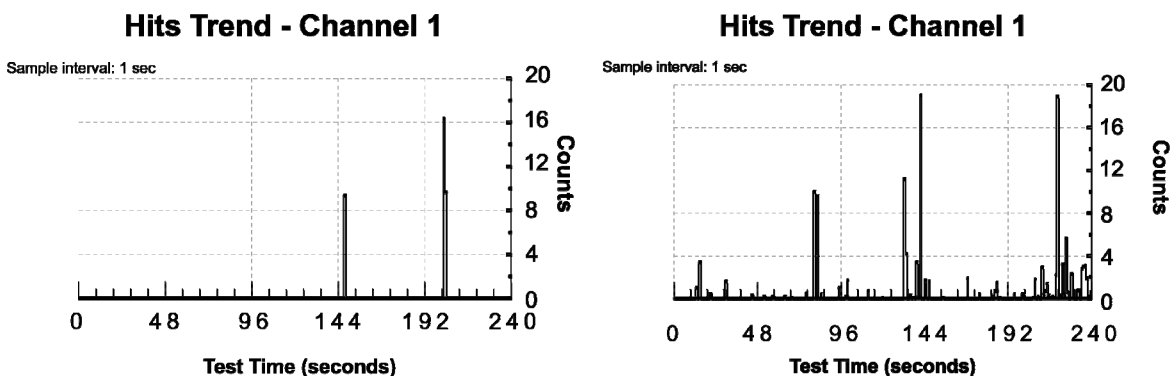 Hits Trend - Channel 1
Sample interval: 1 sec
20
16
12
8
4
0
Counts
0 48 96 144 192 240
Test Time (seconds)
Hits Trend - Channel 1
Sample interval: 1 sec
20
16
12
8
4
0
Counts
0 48 96 144 192 240
Test Time (seconds)